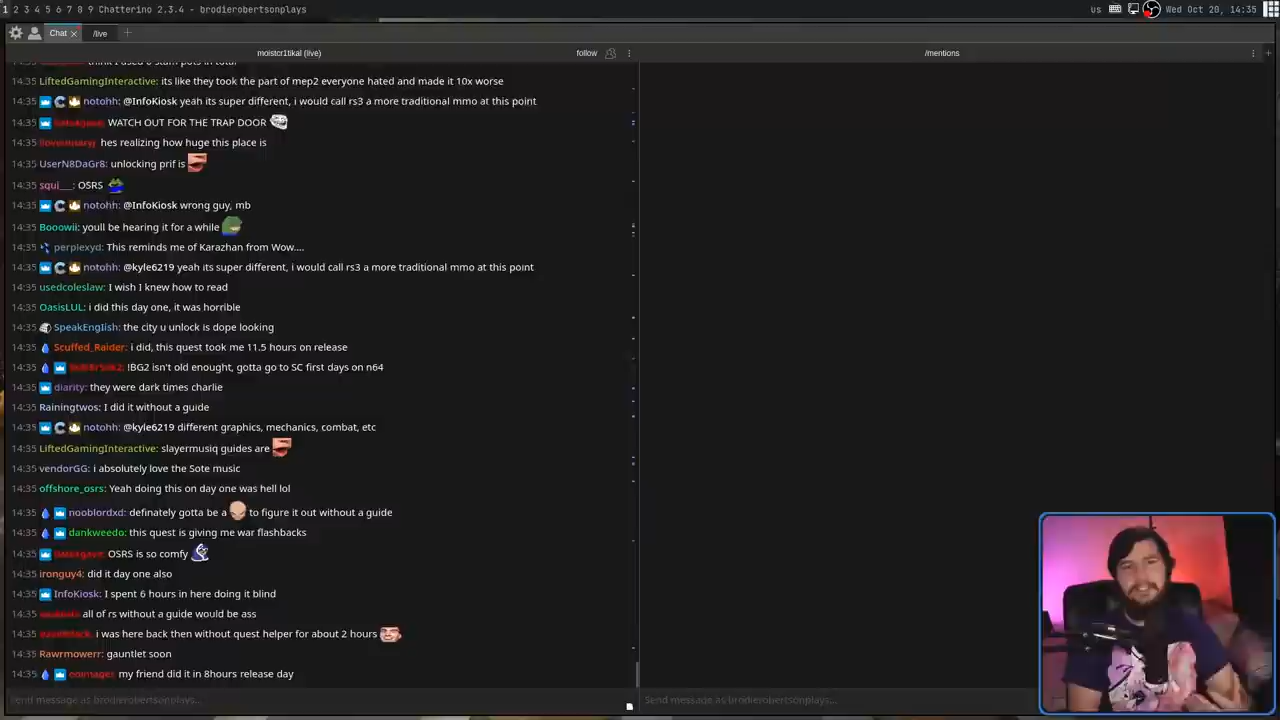 1 2 3 4 5 6 7 8 9 Chatterino 2.3.4 - brodierobertsonplays
us
Wed Oct 20, 14:35
Chat
/live
moistcr1tikal (live)
follow
/mentions
14:35 LiftedGamingInteractive: its like they took the part of mep2 everyone hated and made it 10x worse
14:35 notohh: @InfoKiosk yeah its super different, i would call rs3 a more traditional mmo at this point
14:35 WATCH OUT FOR THE TRAP DOOR
14:35 hes realizing how huge this place is
14:35 UserN8DaGr8: unlocking prif is
14:35 squi___: OSRS
14:35 notohh: @InfoKiosk wrong guy, mb
14:35 Booowii: youll be hearing it for a while
14:35 perplexyd: This reminds me of Karazhan from Wow....
14:35 notohh: @kyle6219 yeah its super different, i would call rs3 a more traditional mmo at this point
14:35 usedcoleslaw: I wish I knew how to read
14:35 OasisLUL: i did this day one, it was horrible
14:35 SpeakEngIish: the city u unlock is dope looking
14:35 Scuffed_Raider: i did, this quest took me 11.5 hours on release
14:35 !BG2 isn't old enought, gotta go to SC first days on n64
14:35 diarity: they were dark times charlie
14:35 Rainingtwos: I did it without a guide
14:35 notohh: @kyle6219 different graphics, mechanics, combat, etc
14:35 LiftedGamingInteractive: slayermusiq guides are
14:35 vendorGG: i absolutely love the Sote music
14:35 offshore_osrs: Yeah doing this on day one was hell lol
14:35 nooblordxd: definately gotta be a to figure it out without a guide
14:35 dankweedo: this quest is giving me war flashbacks
14:35 OSRS is so comfy
14:35 ironguy4: did it day one also
14:35 InfoKiosk: I spent 6 hours in here doing it blind
14:35 all of rs without a guide would be ass
14:35 i was here back then without quest helper for about 2 hours
14:35 Rawrmowerr: gauntlet soon
14:35 my friend did it in 8hours release day
Send message as brodierobertsonplays...
Send message as brodierobertsonplays...